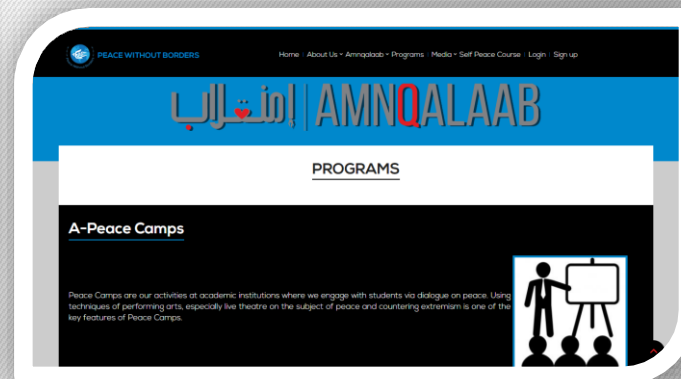 PEACE WITHOUT BORDERS
Home About Us Amnqalaab Programs Media Self Peace Course Login Sign up
امنقلاب | AMNQALAAB
PROGRAMS
A-Peace Camps
Peace Camps are our activities at academic institutions where we engage with students via dialogue on peace. Using
techniques of performing arts, especially live theatre on the subject of peace and countering extremism is one of the
key features of Peace Camps.